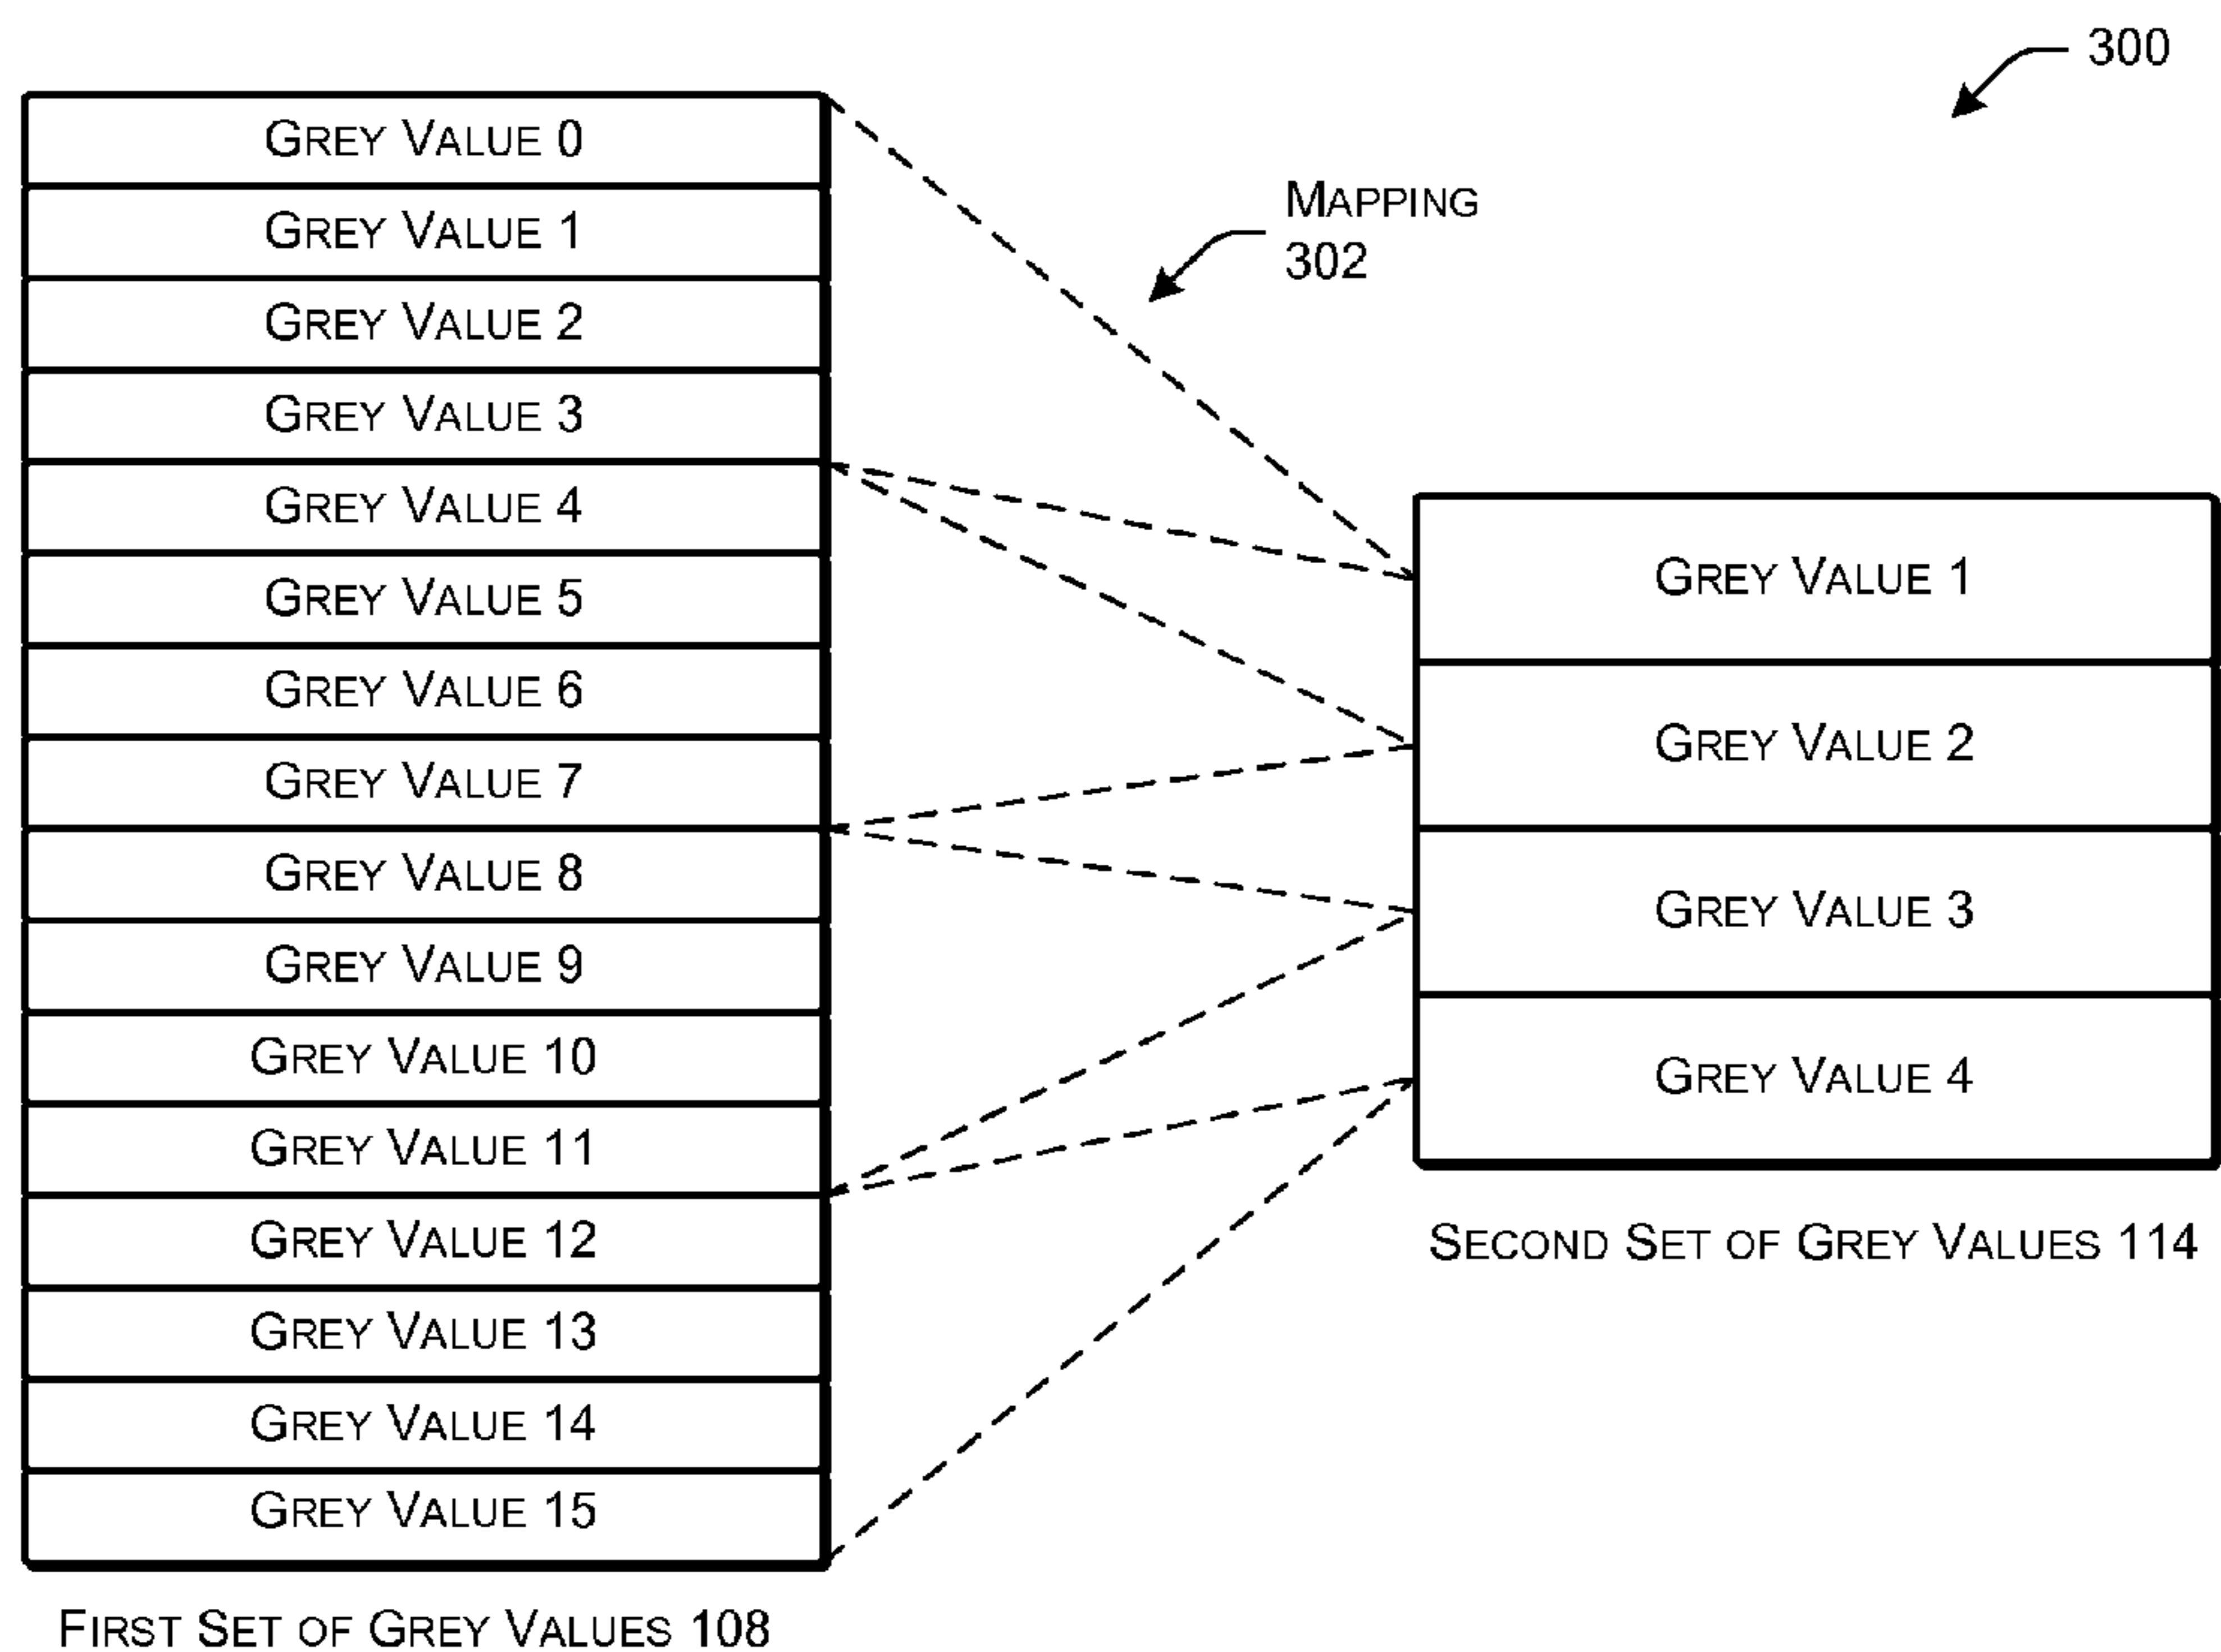 300
Grey Value 0
Grey Value 1
Grey Value 2
Grey Value 3
Grey Value 4
Grey Value 5
Grey Value 6
Grey Value 7
Grey Value 8
Grey Value 9
Grey Value 10
Grey Value 11
Grey Value 12
Grey Value 13
Grey Value 14
Grey Value 15
First Set of Grey Values 108
Mapping
302
Grey Value 1
Grey Value 2
Grey Value 3
Grey Value 4
Second Set of Grey Values 114